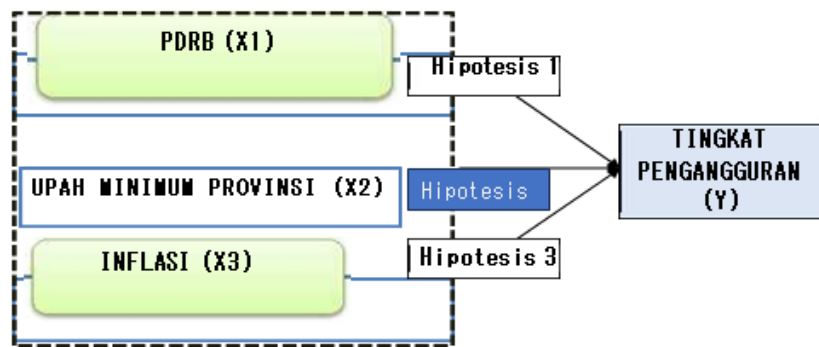 PDRB (X1)
Hipotesis 1
UPAH MINIMUM PROVINSI (X2)
Hipotesis
TINGKAT
PENGANGGURAN
(Y)
INFLASI (X3)
Hipotesis 3